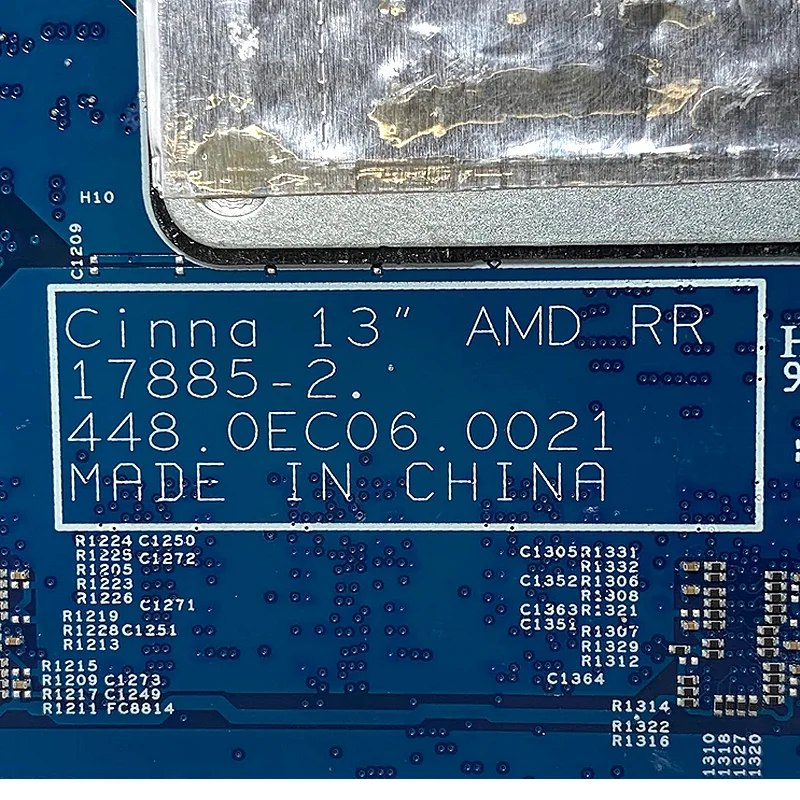 H10
C1209
Cinna 13" AMD RR
17885-2.
448.0EC06.0021
MADE IN CHINA
H
9
R1224 C1250
R1225 C1272
R1205
R1223
R1226
C1271
R1219
R1228 C1251
R1213
R1215
R1209 C1273
R1217 C1249
R1211 FC8814
C1305 R1331
R1332
C1352 R1306
R1308
C1363 R1321
C1351
R1307
R1329
R1312
C1364
R1314
R1322
R1316
1310
1318
1327
1320